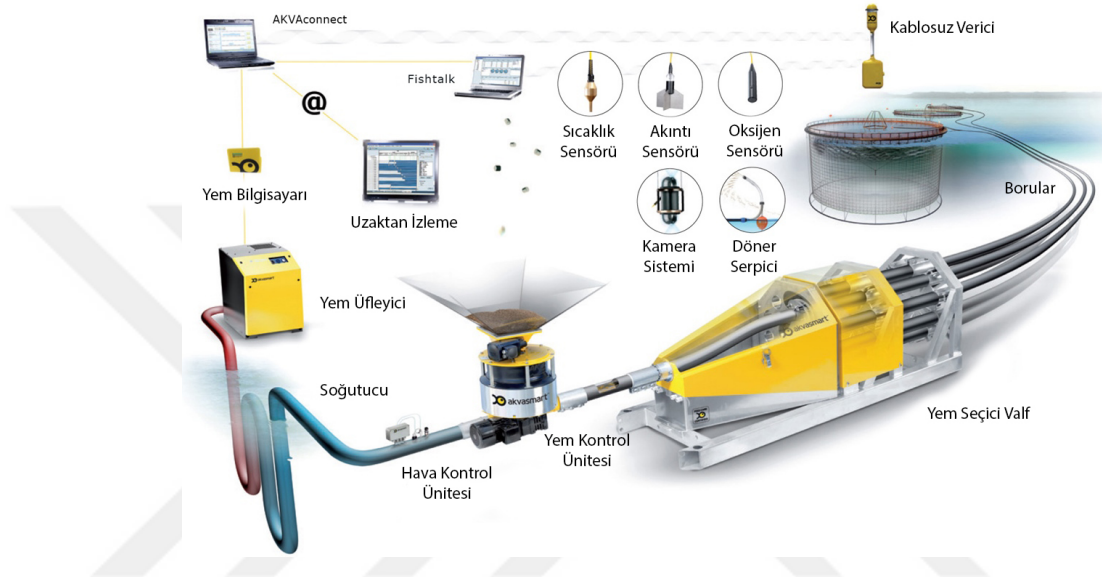 AKVAconnect
Kablosuz Verici
Fishtalk
@
Sıcaklık
Sensörü
Akıntı
Sensörü
Oksijen
Sensörü
Yem Bilgisayarı
Uzaktan İzleme
Borular
Kamera
Sistemi
Döner
Serpici
akvasmart
Yem Üfleyici
akvasmart
Soğutucu
akvasmart
Yem Seçici Valf
Yem Kontrol
Ünitesi
Hava Kontrol
Ünitesi